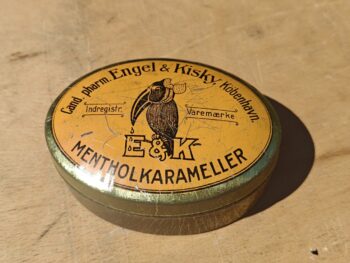 Cand. pharm. Engel & Kisky, København.
Indregistr. Varemærke
E&K
MENTHOLKARAMELLER